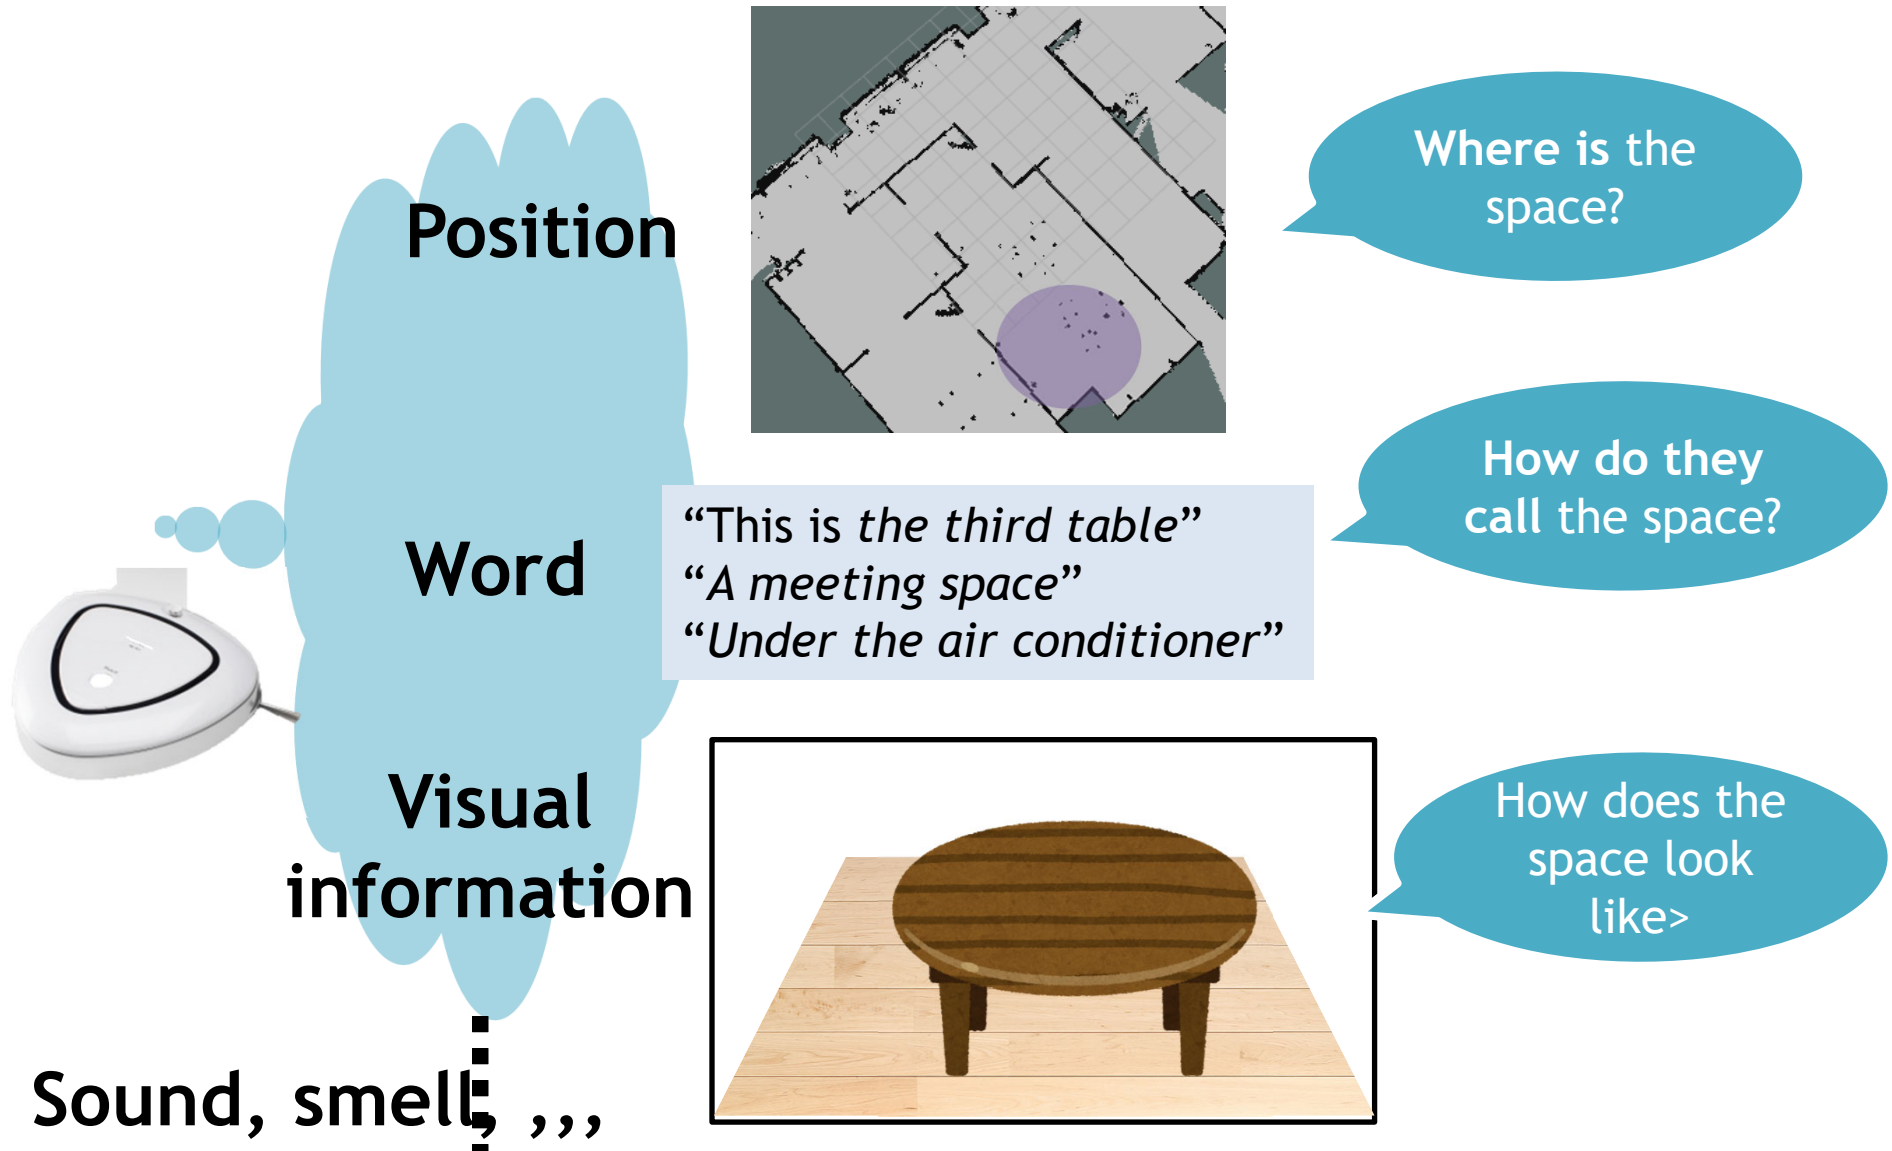 Position
Where is the
space?
Word
“This is the third table”
“A meeting space”
“Under the air conditioner”
How do they
call the space?
Visual
information
How does the
space look
like>
Sound, smell, ,,,